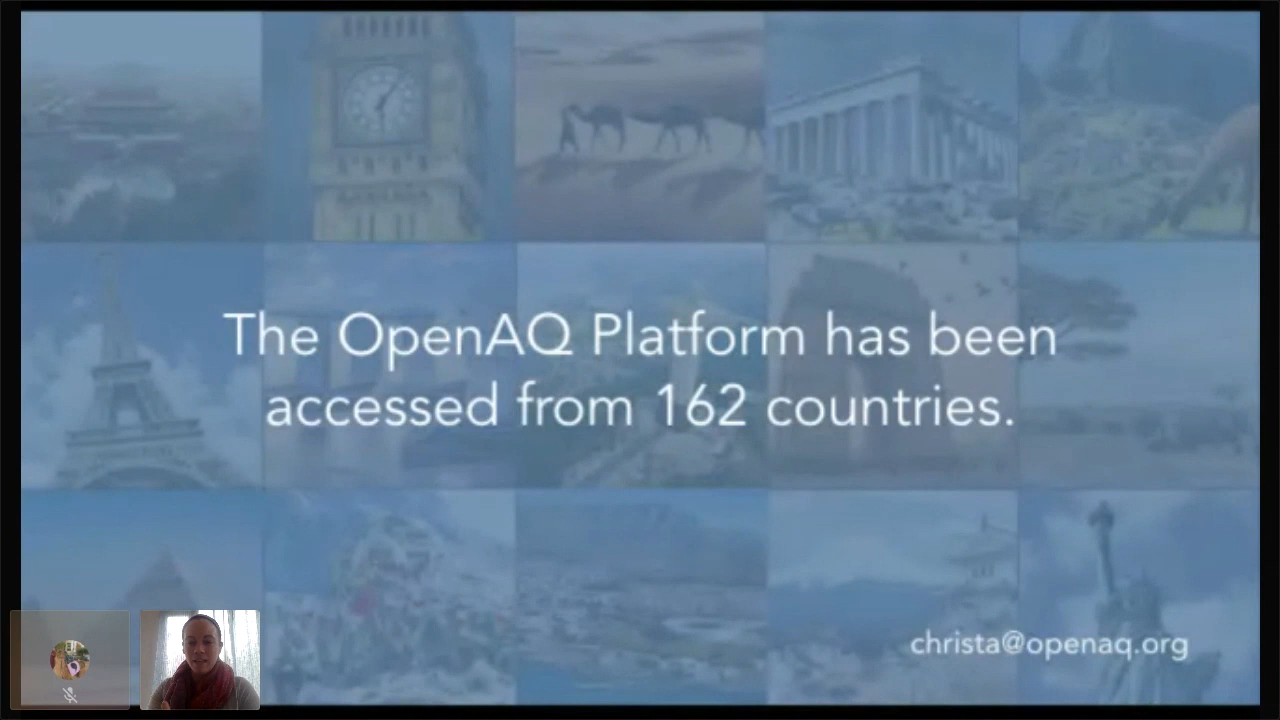 The OpenAQ Platform has been
accessed from 162 countries.
christa@openaq.org